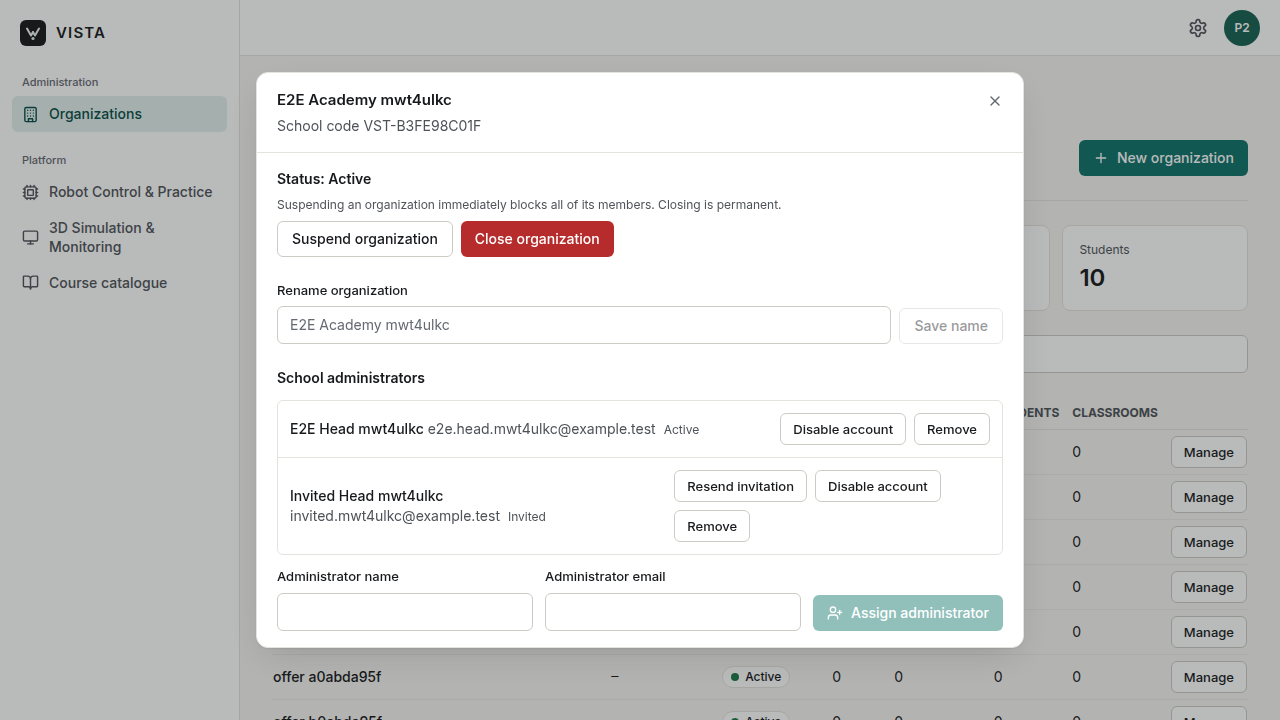 VISTA
P2
Administration
Organizations
Platform
Robot Control & Practice
3D Simulation &
Monitoring
Course catalogue
New organization
Students
10
CLASSROOMS
0 Manage
0 Manage
0 Manage
0 Manage
0 Manage
offer a0abda95f – Active 0 0 0 0 Manage
E2E Academy mwt4ulkc
School code VST-B3FE98C01F
Status: Active
Suspending an organization immediately blocks all of its members. Closing is permanent.
Suspend organization
Close organization
Rename organization
E2E Academy mwt4ulkc
Save name
School administrators
E2E Head mwt4ulkc e2e.head.mwt4ulkc@example.test Active
Disable account
Remove
Invited Head mwt4ulkc
invited.mwt4ulkc@example.test Invited
Resend invitation
Disable account
Remove
Administrator name
Administrator email
Assign administrator